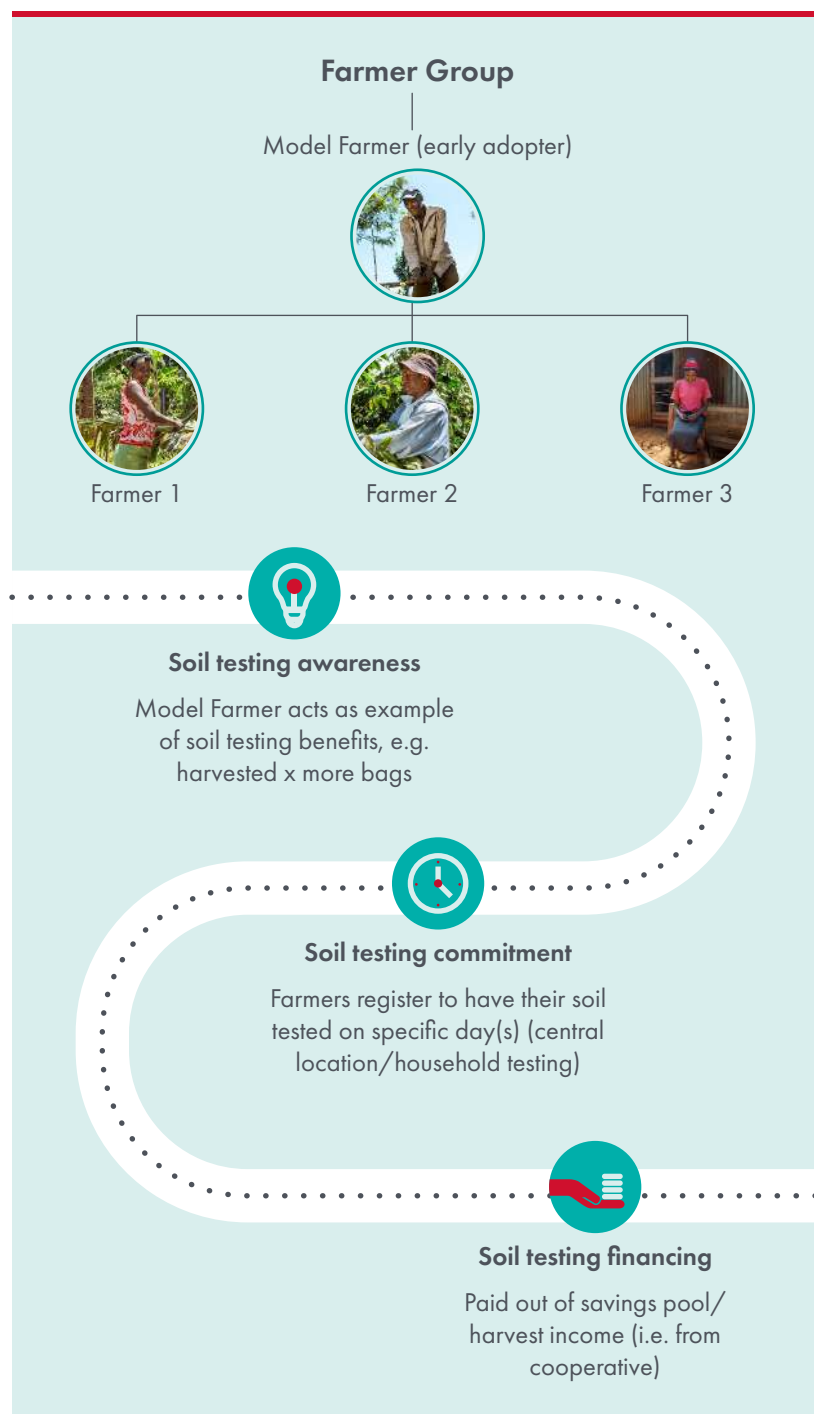 Farmer Group
Model Farmer (early adopter)
Farmer 1
Farmer 2
Farmer 3
Soil testing awareness
Model Farmer acts as example
of soil testing benefits, e.g.
harvested x more bags
Soil testing commitment
Farmers register to have their soil
tested on specific day(s) (central
location/household testing)
Soil testing financing
Paid out of savings pool/
harvest income (i.e. from
cooperative)